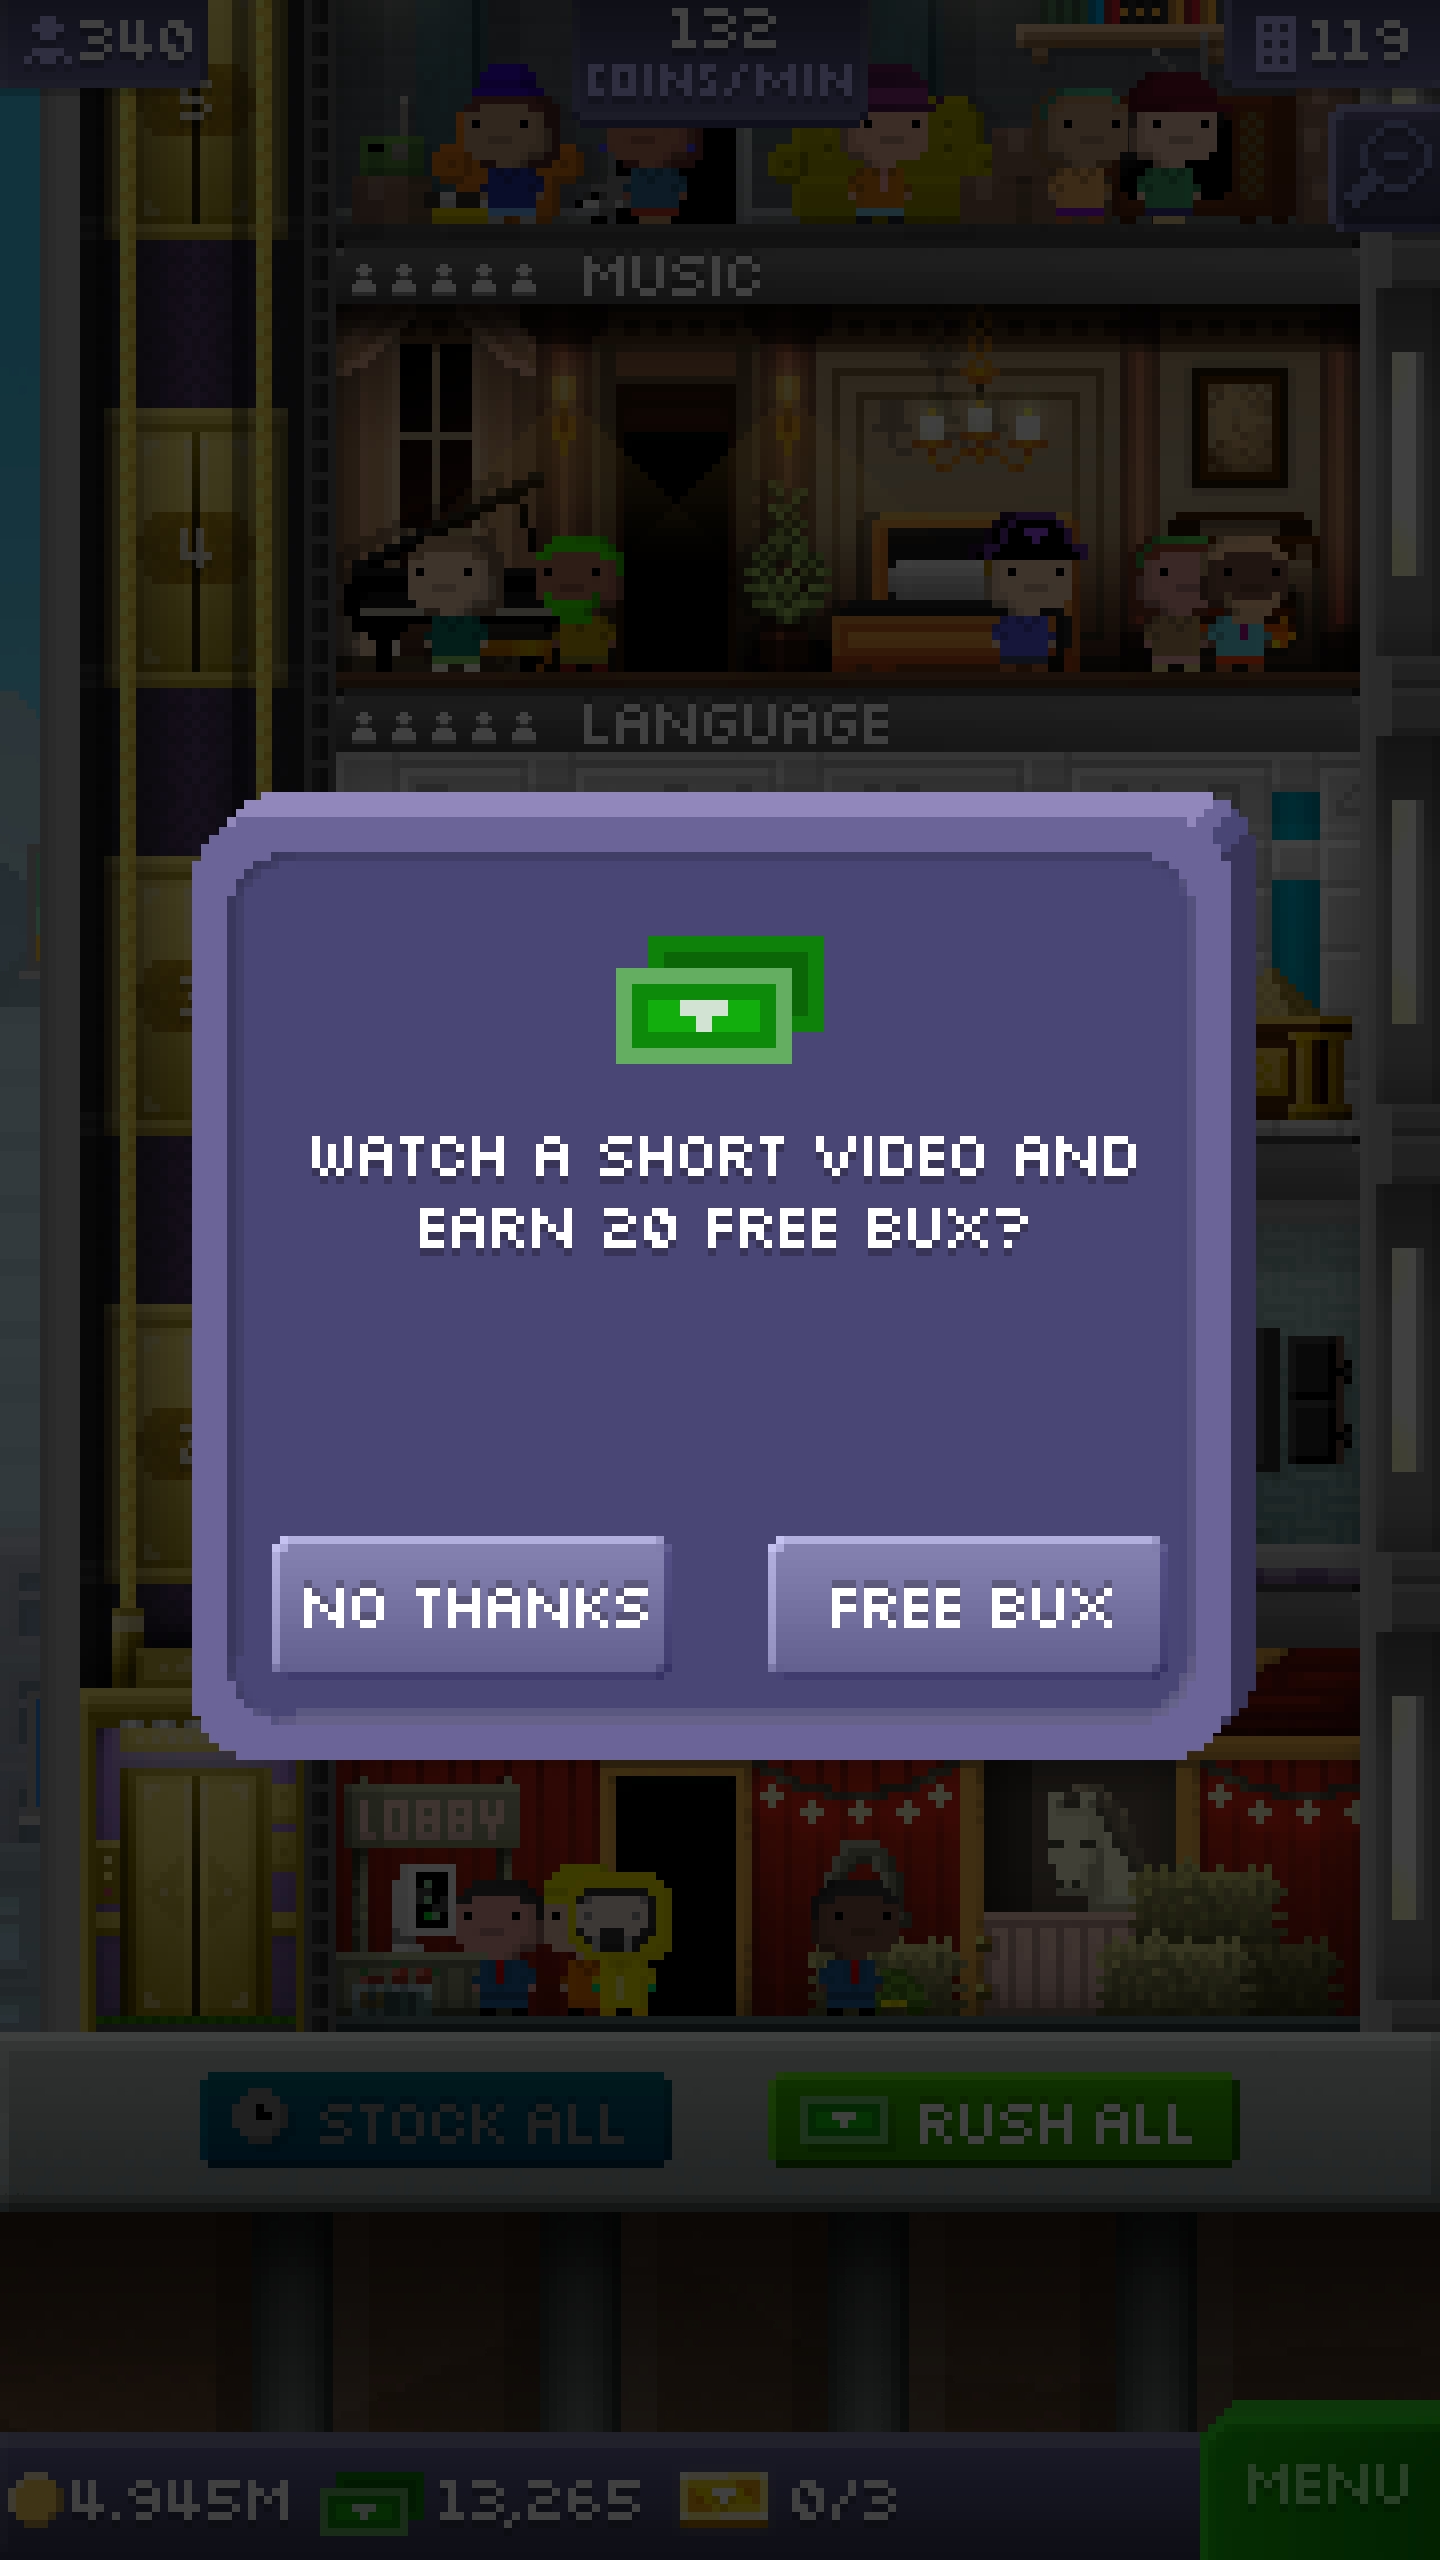 340
132
COINS/MIN
119
5
MUSIC
4
LANGUAGE
WATCH A SHORT VIDEO AND
EARN 20 FREE BUX?
NO THANKS
FREE BUX
LOBBY
STOCK ALL
RUSH ALL
4.945M
13,265
0/3
MENU